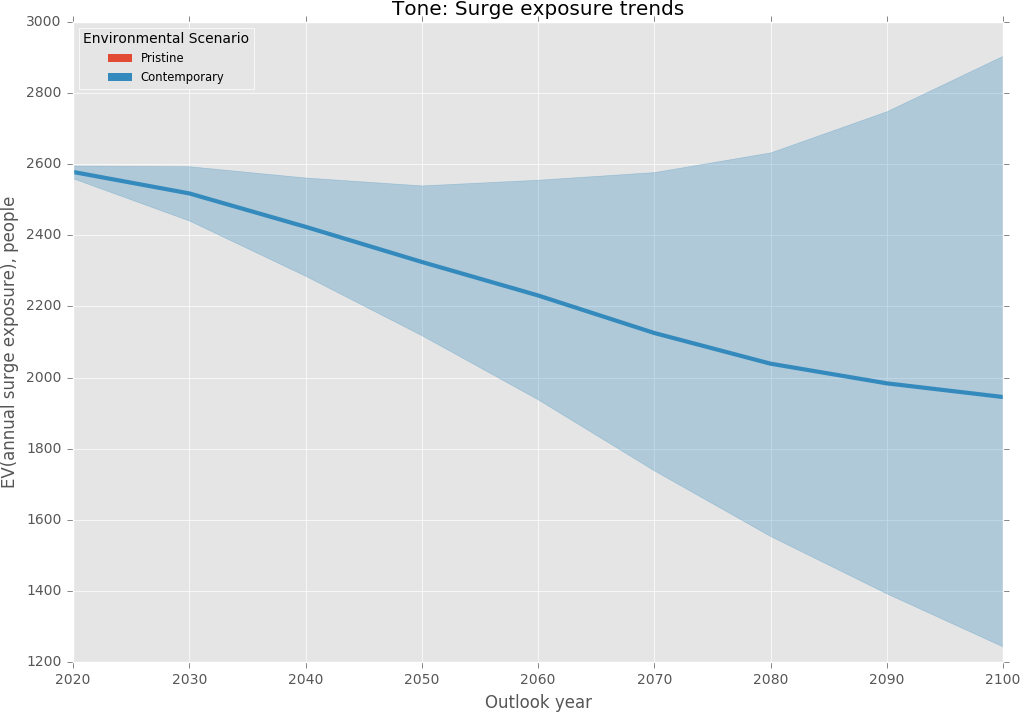 Tone: Surge exposure trends
3000
2800
2600
2400
2200
2000
1800
1600
1400
1200
EV(annual surge exposure), people
Environmental Scenario
Pristine
Contemporary
2020 2030 2040 2050 2060 2070 2080 2090 2100
Outlook year